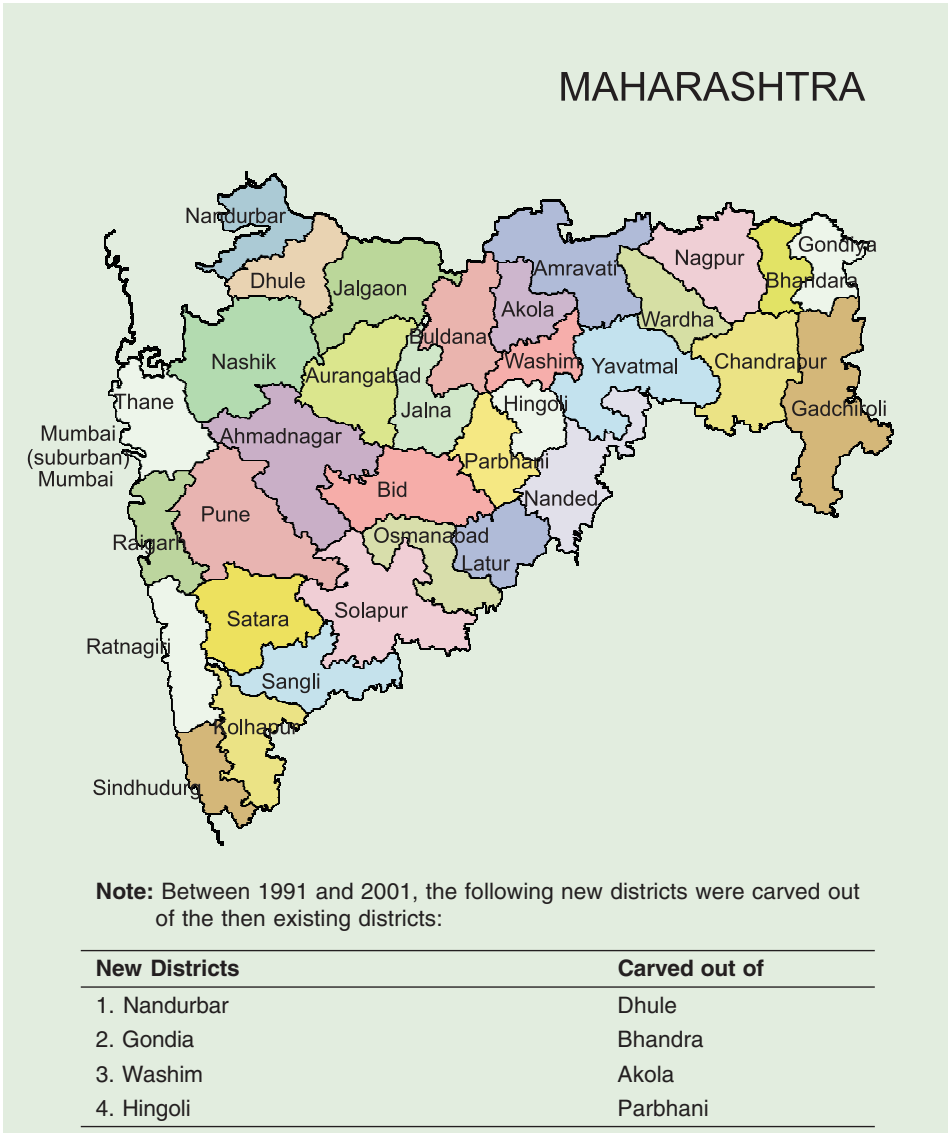 MAHARASHTRA
Nandurbar
Gondiya
Nagpur
Amravati
Dhule
Bhandara
Jalgaon
Akola
Wardha
Buldana
Nashik
Washim
Yavatmal
Chandrapur
Aurangabad
Thane
Jalna
Hingoli
Gadchiroli
Mumbai
(suburban)
Mumbai
Ahmadnagar
Parbhani
Bid
Nanded
Pune
Raigarh
Osmanabad
Latur
Satara
Solapur
Ratnagiri
Sangli
Kolhapur
Sindhudurg
Note: Between 1991 and 2001, the following new districts were carved out
of the then existing districts:
New Districts Carved out of
1. Nandurbar Dhule
2. Gondia Bhandra
3. Washim Akola
4. Hingoli Parbhani